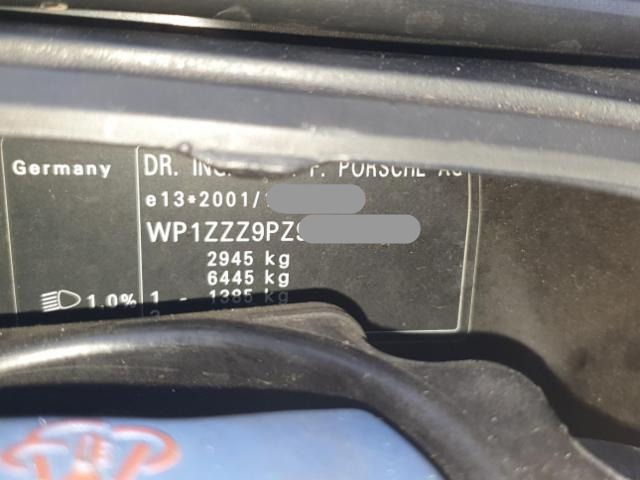 Germany
DR. ING. F. PORSCHE AG
e13*2001/
WP1ZZZ9PZ
2945 kg
6445 kg
1.0% 1 - 1385 kg